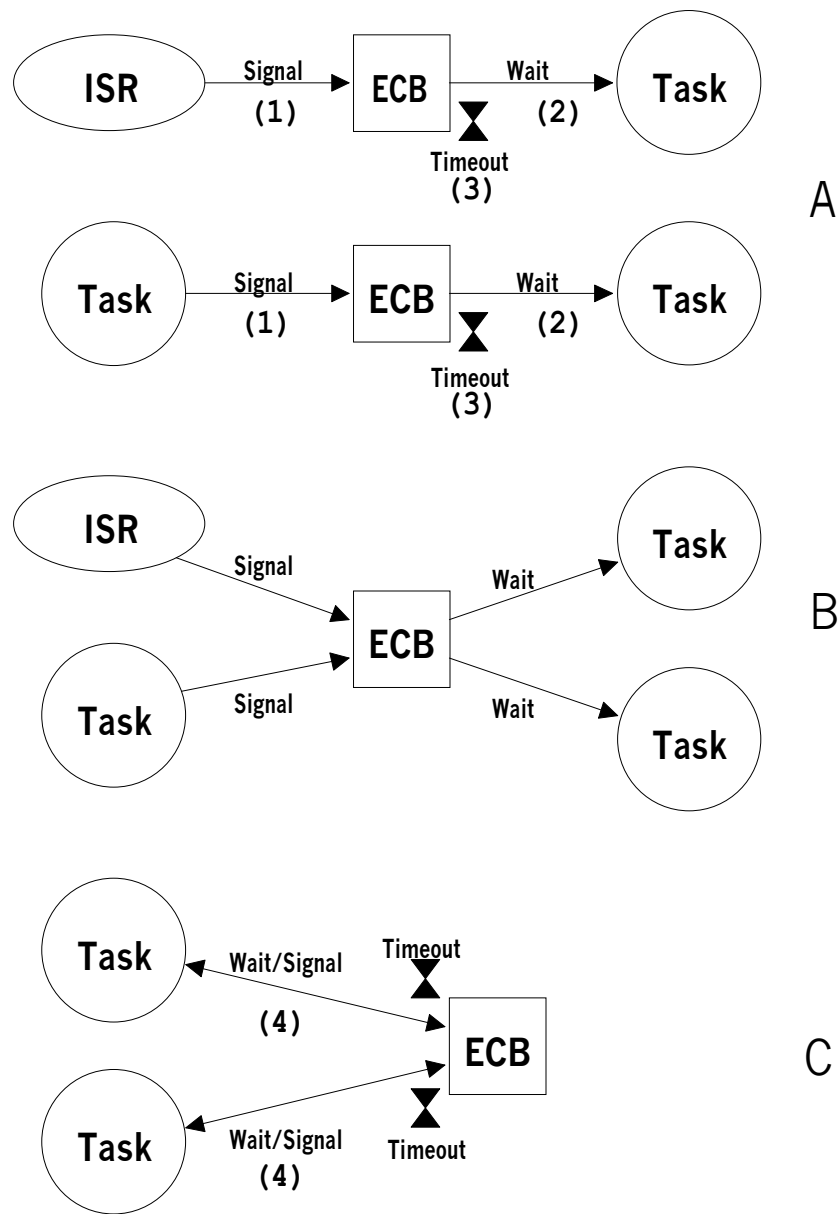 ISR Signal ECB Wait Task
(1) (2)
Timeout
(3)
A
Task Signal ECB Wait Task
(1) (2)
Timeout
(3)
ISR Task
Signal Wait
B
ECB
Task Signal Wait Task
Task Wait/Signal Timeout
(4)
ECB
C
Task Wait/Signal Timeout
(4)